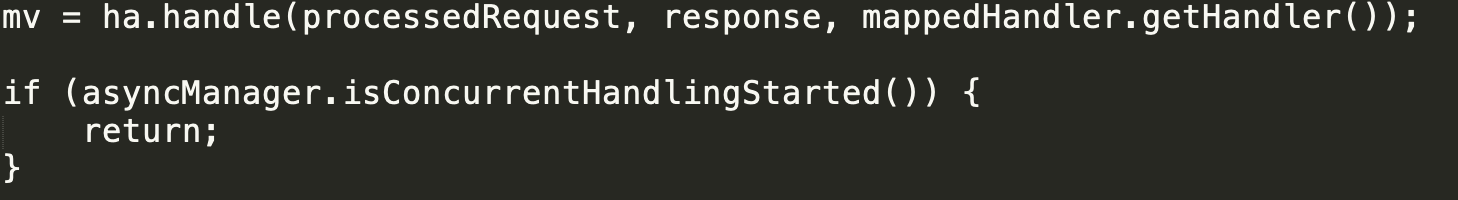 mv = ha.handle(processedRequest, response, mappedHandler.getHandler());
if (asyncManager.isConcurrentHandlingStarted()) {
    return;
}